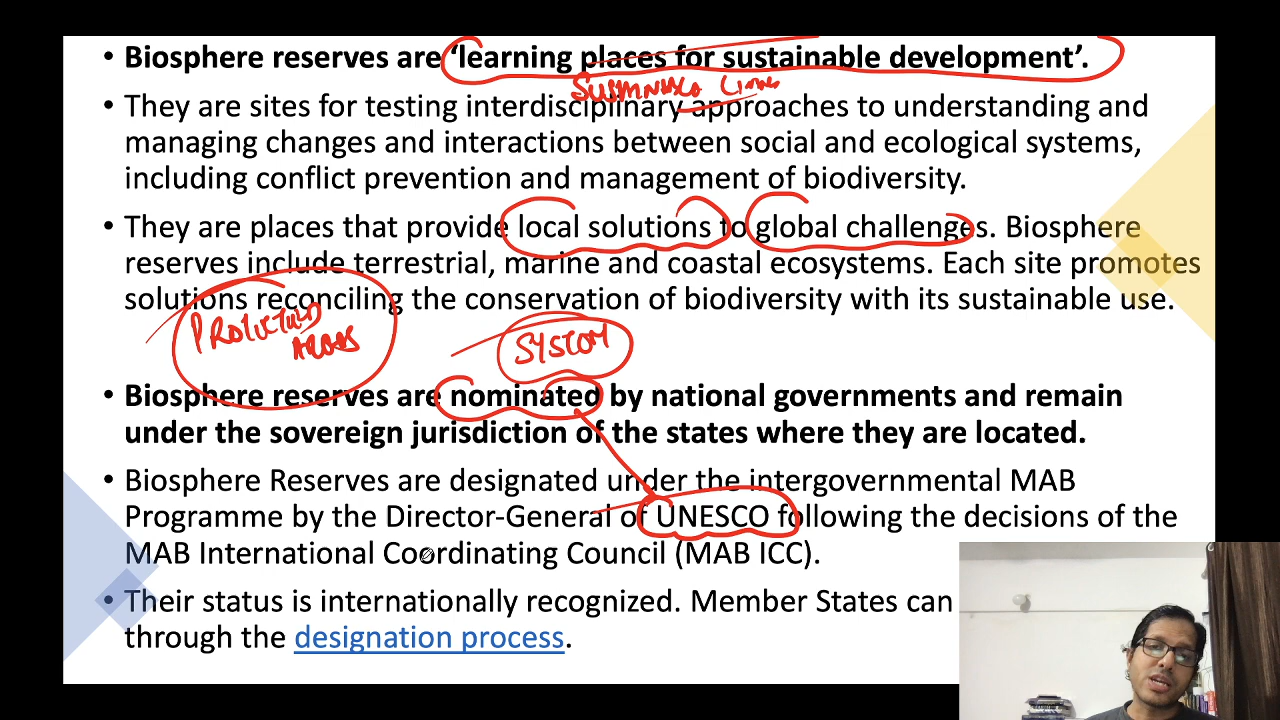 • Biosphere reserves are ‘learning places for sustainable development’.
• They are sites for testing interdisciplinary approaches to understanding and
managing changes and interactions between social and ecological systems,
including conflict prevention and management of biodiversity.
• They are places that provide local solutions to global challenges. Biosphere
reserves include terrestrial, marine and coastal ecosystems. Each site promotes
solutions reconciling the conservation of biodiversity with its sustainable use.
SYSTEM
• Biosphere reserves are nominated by national governments and remain
under the sovereign jurisdiction of the states where they are located.
• Biosphere Reserves are designated under the intergovernmental MAB
Programme by the Director-General of UNESCO following the decisions of the
MAB International Coordinating Council (MAB ICC).
• Their status is internationally recognized. Member States can
through the designation process.